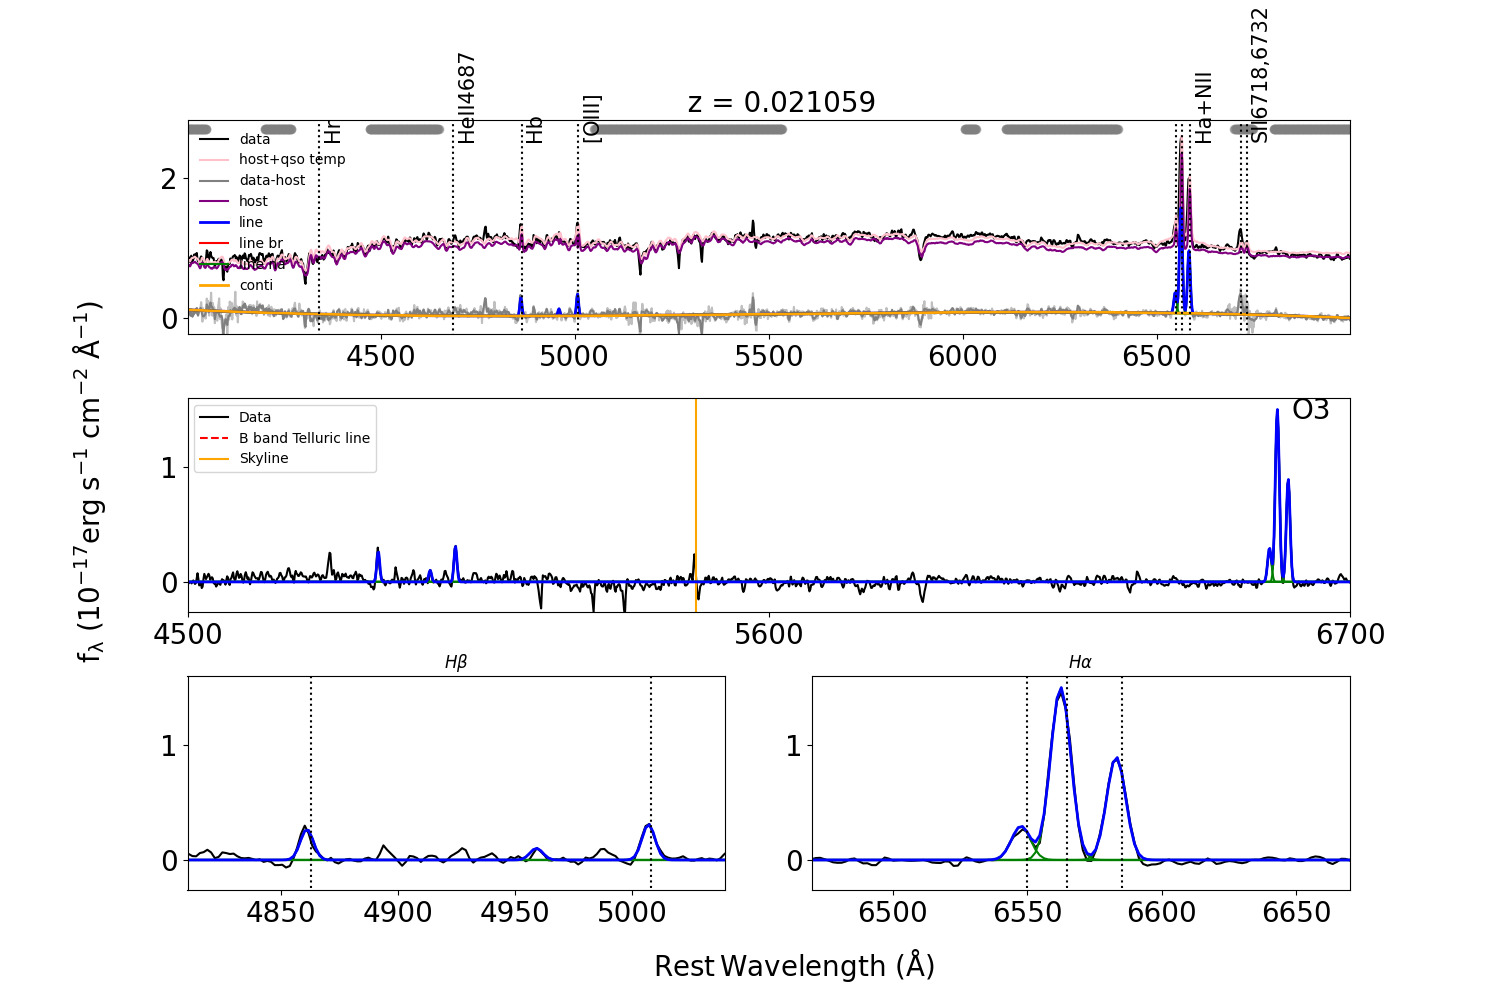 z = 0.021059
Hr
HeII4687
Hb
[OIII]
Ha+NII
SII6718,6732
data
host+qso temp
data-host
host
line
line br
conti
2
0
4500 5000 5500 6000 6500
fλ (10⁻¹⁷erg s⁻¹ cm⁻² Å⁻¹)
Data
B band Telluric line
Skyline
O3
1
0
4500 5600 6700
Hβ
1
0
4850 4900 4950 5000
Hα
1
0
6500 6550 6600 6650
Rest Wavelength (Å)